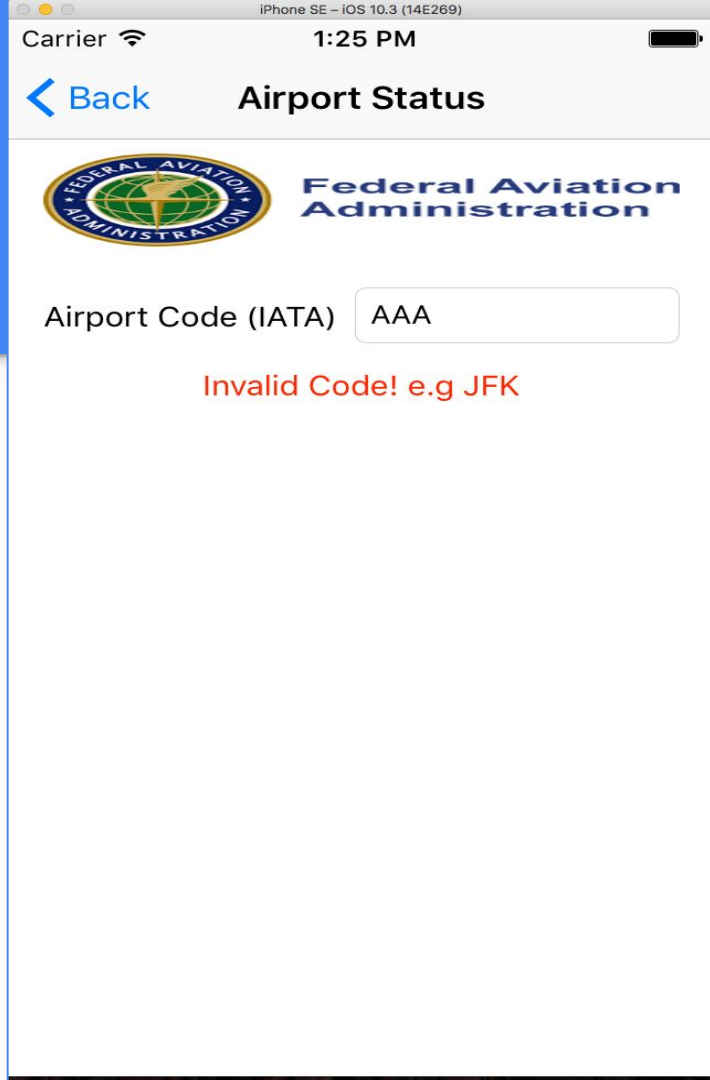 iPhone SE – iOS 10.3 (14E269)
Carrier 1:25 PM
Back Airport Status
FEDERAL AVIATION ADMINISTRATION
Federal Aviation
Administration
Airport Code (IATA) AAA
Invalid Code! e.g JFK